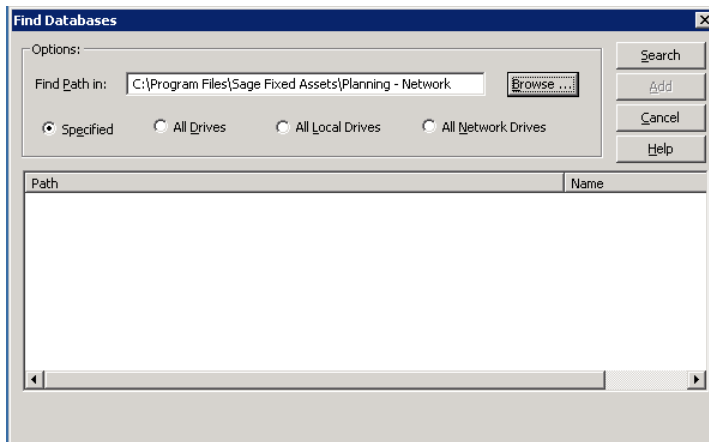 Find Databases
Options:
Find Path in: C:\Program Files\Sage Fixed Assets\Planning - Network Browse ...
Specified All Drives All Local Drives All Network Drives
Search
Add
Cancel
Help
Path Name